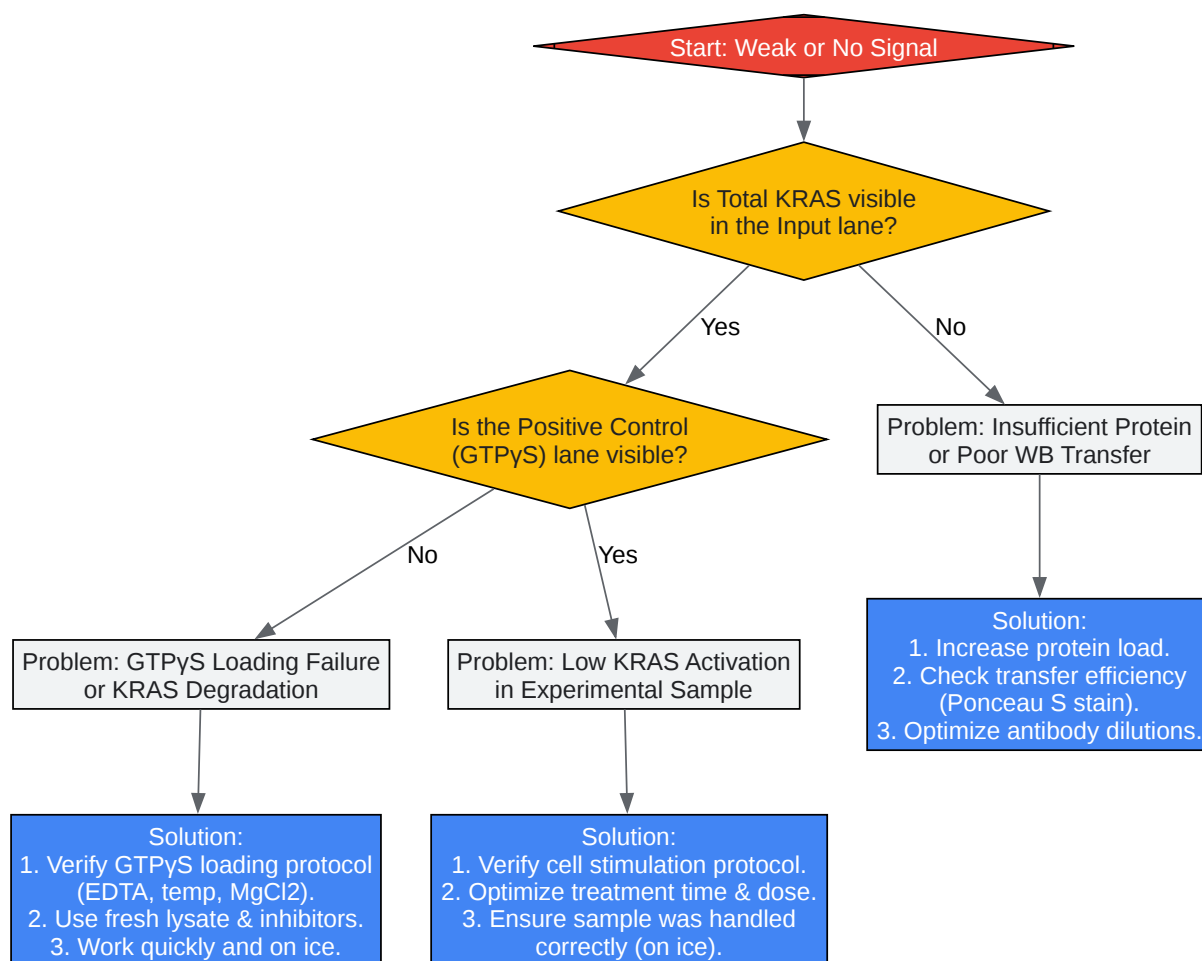 Start: Weak or No Signal
Is Total KRAS visible
in the Input lane?
Yes
No
Is the Positive Control
(GTPγS) lane visible?
Problem: Insufficient Protein
or Poor WB Transfer
No
Yes
Problem: GTPγS Loading Failure
or KRAS Degradation
Problem: Low KRAS Activation
in Experimental Sample
Solution:
1. Increase protein load.
2. Check transfer efficiency
(Ponceau S stain).
3. Optimize antibody dilutions.
Solution:
1. Verify GTPγS loading protocol
(EDTA, temp, MgCl2).
2. Use fresh lysate & inhibitors.
3. Work quickly and on ice.
Solution:
1. Verify cell stimulation protocol.
2. Optimize treatment time & dose.
3. Ensure sample was handled
correctly (on ice).